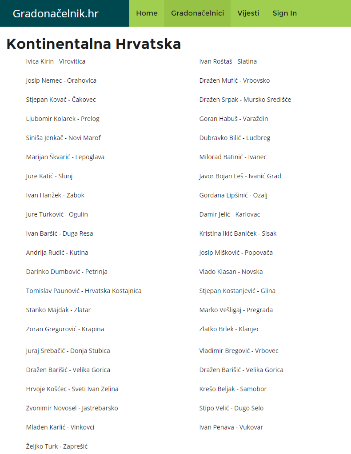 Gradonačelnik.hr
Home Gradonačelnici Vijesti Sign In
Kontinentalna Hrvatska
Ivica Kirin - Virovitica
Ivan Roštaš - Slatina
Josip Nemec - Orahovica
Dražen Mufić - Vrbovsko
Stjepan Kovač - Čakovec
Dražen Srpak - Mursko Središće
Ljubomir Kolarek - Prelog
Goran Habuš - Varaždin
Siniša Jenkač - Novi Marof
Dubravko Bilić - Ludbreg
Marijan Škvarić - Lepoglava
Milorad Batinić - Ivanec
Jure Katić - Slunj
Javor Bojan Leš - Ivanić Grad
Ivan Hanžek - Zabok
Gordana Lipšinić - Ozalj
Jure Turković - Ogulin
Damir Jelić - Karlovac
Ivan Baršić - Duga Resa
Kristina Ikić Baniček - Sisak
Andrija Rudić - Kutina
Josip Mišković - Popovača
Darinko Dumbović - Petrinja
Vlado Klasan - Novska
Tomislav Paunović - Hrvatska Kostajnica
Stjepan Kostanjević - Glina
Stanko Majdak - Zlatar
Marko Vešligaj - Pregrada
Zoran Gregurović - Krapina
Zlatko Brlek - Klanjec
Juraj Srebačić - Donja Stubica
Vladimir Bregović - Vrbovec
Dražen Barišić - Velika Gorica
Dražen Barišić - Velika Gorica
Hrvoje Košćec - Sveti Ivan Zelina
Krešo Beljak - Samobor
Zvonimir Novosel - Jastrebarsko
Stipo Velić - Dugo Selo
Mladen Karlić - Vinkovci
Ivan Penava - Vukovar
Željko Turk - Zaprešić